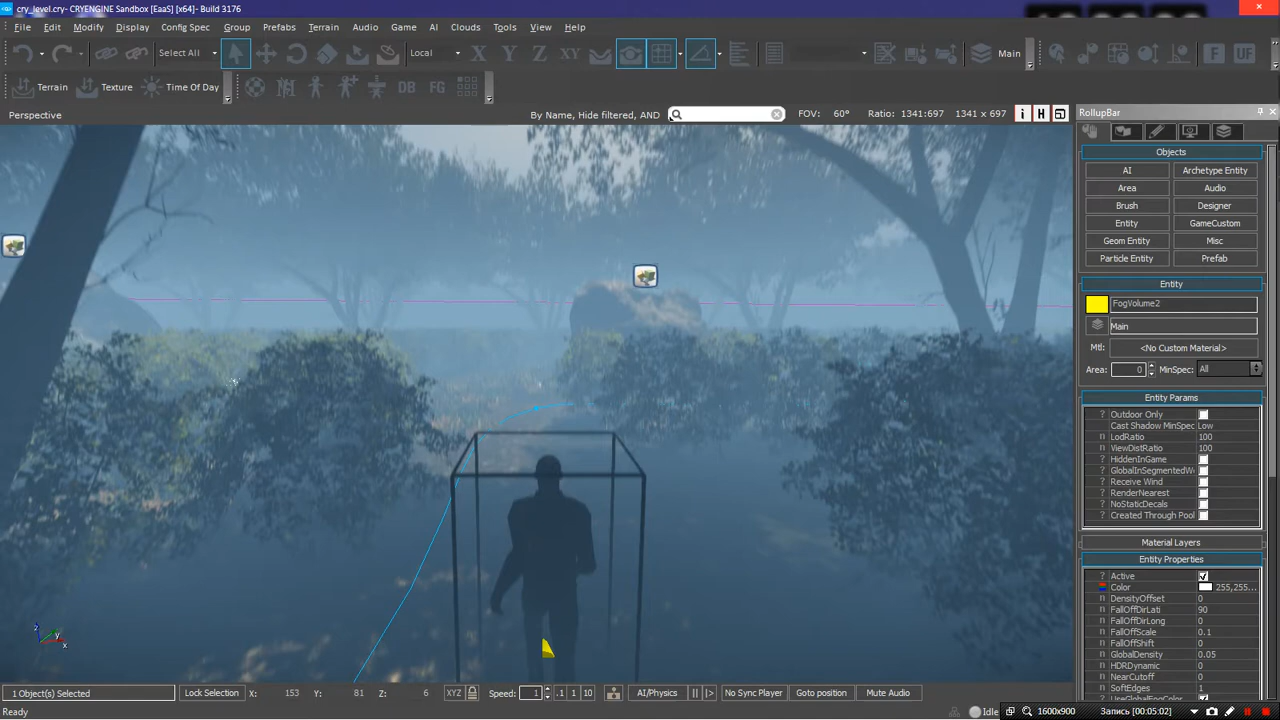 cry_level.cry- CRYENGINE Sandbox [EaaS] [x64]- Build 3176
File Edit Modify Display Config Spec Group Prefabs Terrain Audio Game AI Clouds Tools View Help
Select All Local X Y Z XY Main F UF
Terrain Texture Time Of Day DB FG
Perspective By Name, Hide filtered, AND FOV: 60° Ratio: 1341:697 1341 x 697 i H
RollupBar
Objects
AI Archetype Entity
Area Audio
Brush Designer
Entity GameCustom
Geom Entity Misc
Particle Entity Prefab
Entity
FogVolume2
Main
Mtl: <No Custom Material>
Area: 0 MinSpec: All
Entity Params
? Outdoor Only
Cast Shadow MinSpec Low
n LodRatio 100
n ViewDistRatio 100
? HiddenInGame
? GlobalInSegmentedW
? Receive Wind
? RenderNearest
? NoStaticDecals
? Created Through Pool
Material Layers
Entity Properties
? Active
Color 255,255...
n DensityOffset 0
n FallOffDirLati 90
n FallOffDirLong 0
n FallOffScale 0.1
n FallOffShift 0
n GlobalDensity 0.05
n HDRDynamic 0
n NearCutoff 0
n SoftEdges 1
? UseGlobalFogColor
z y x
1 Object(s) Selected Lock Selection X: 153 Y: 81 Z: 6 XYZ Speed: 1 .1 1 10 AI/Physics No Sync Player Goto position Mute Audio
Ready Idle 1600x900 Запись [00:05:02]